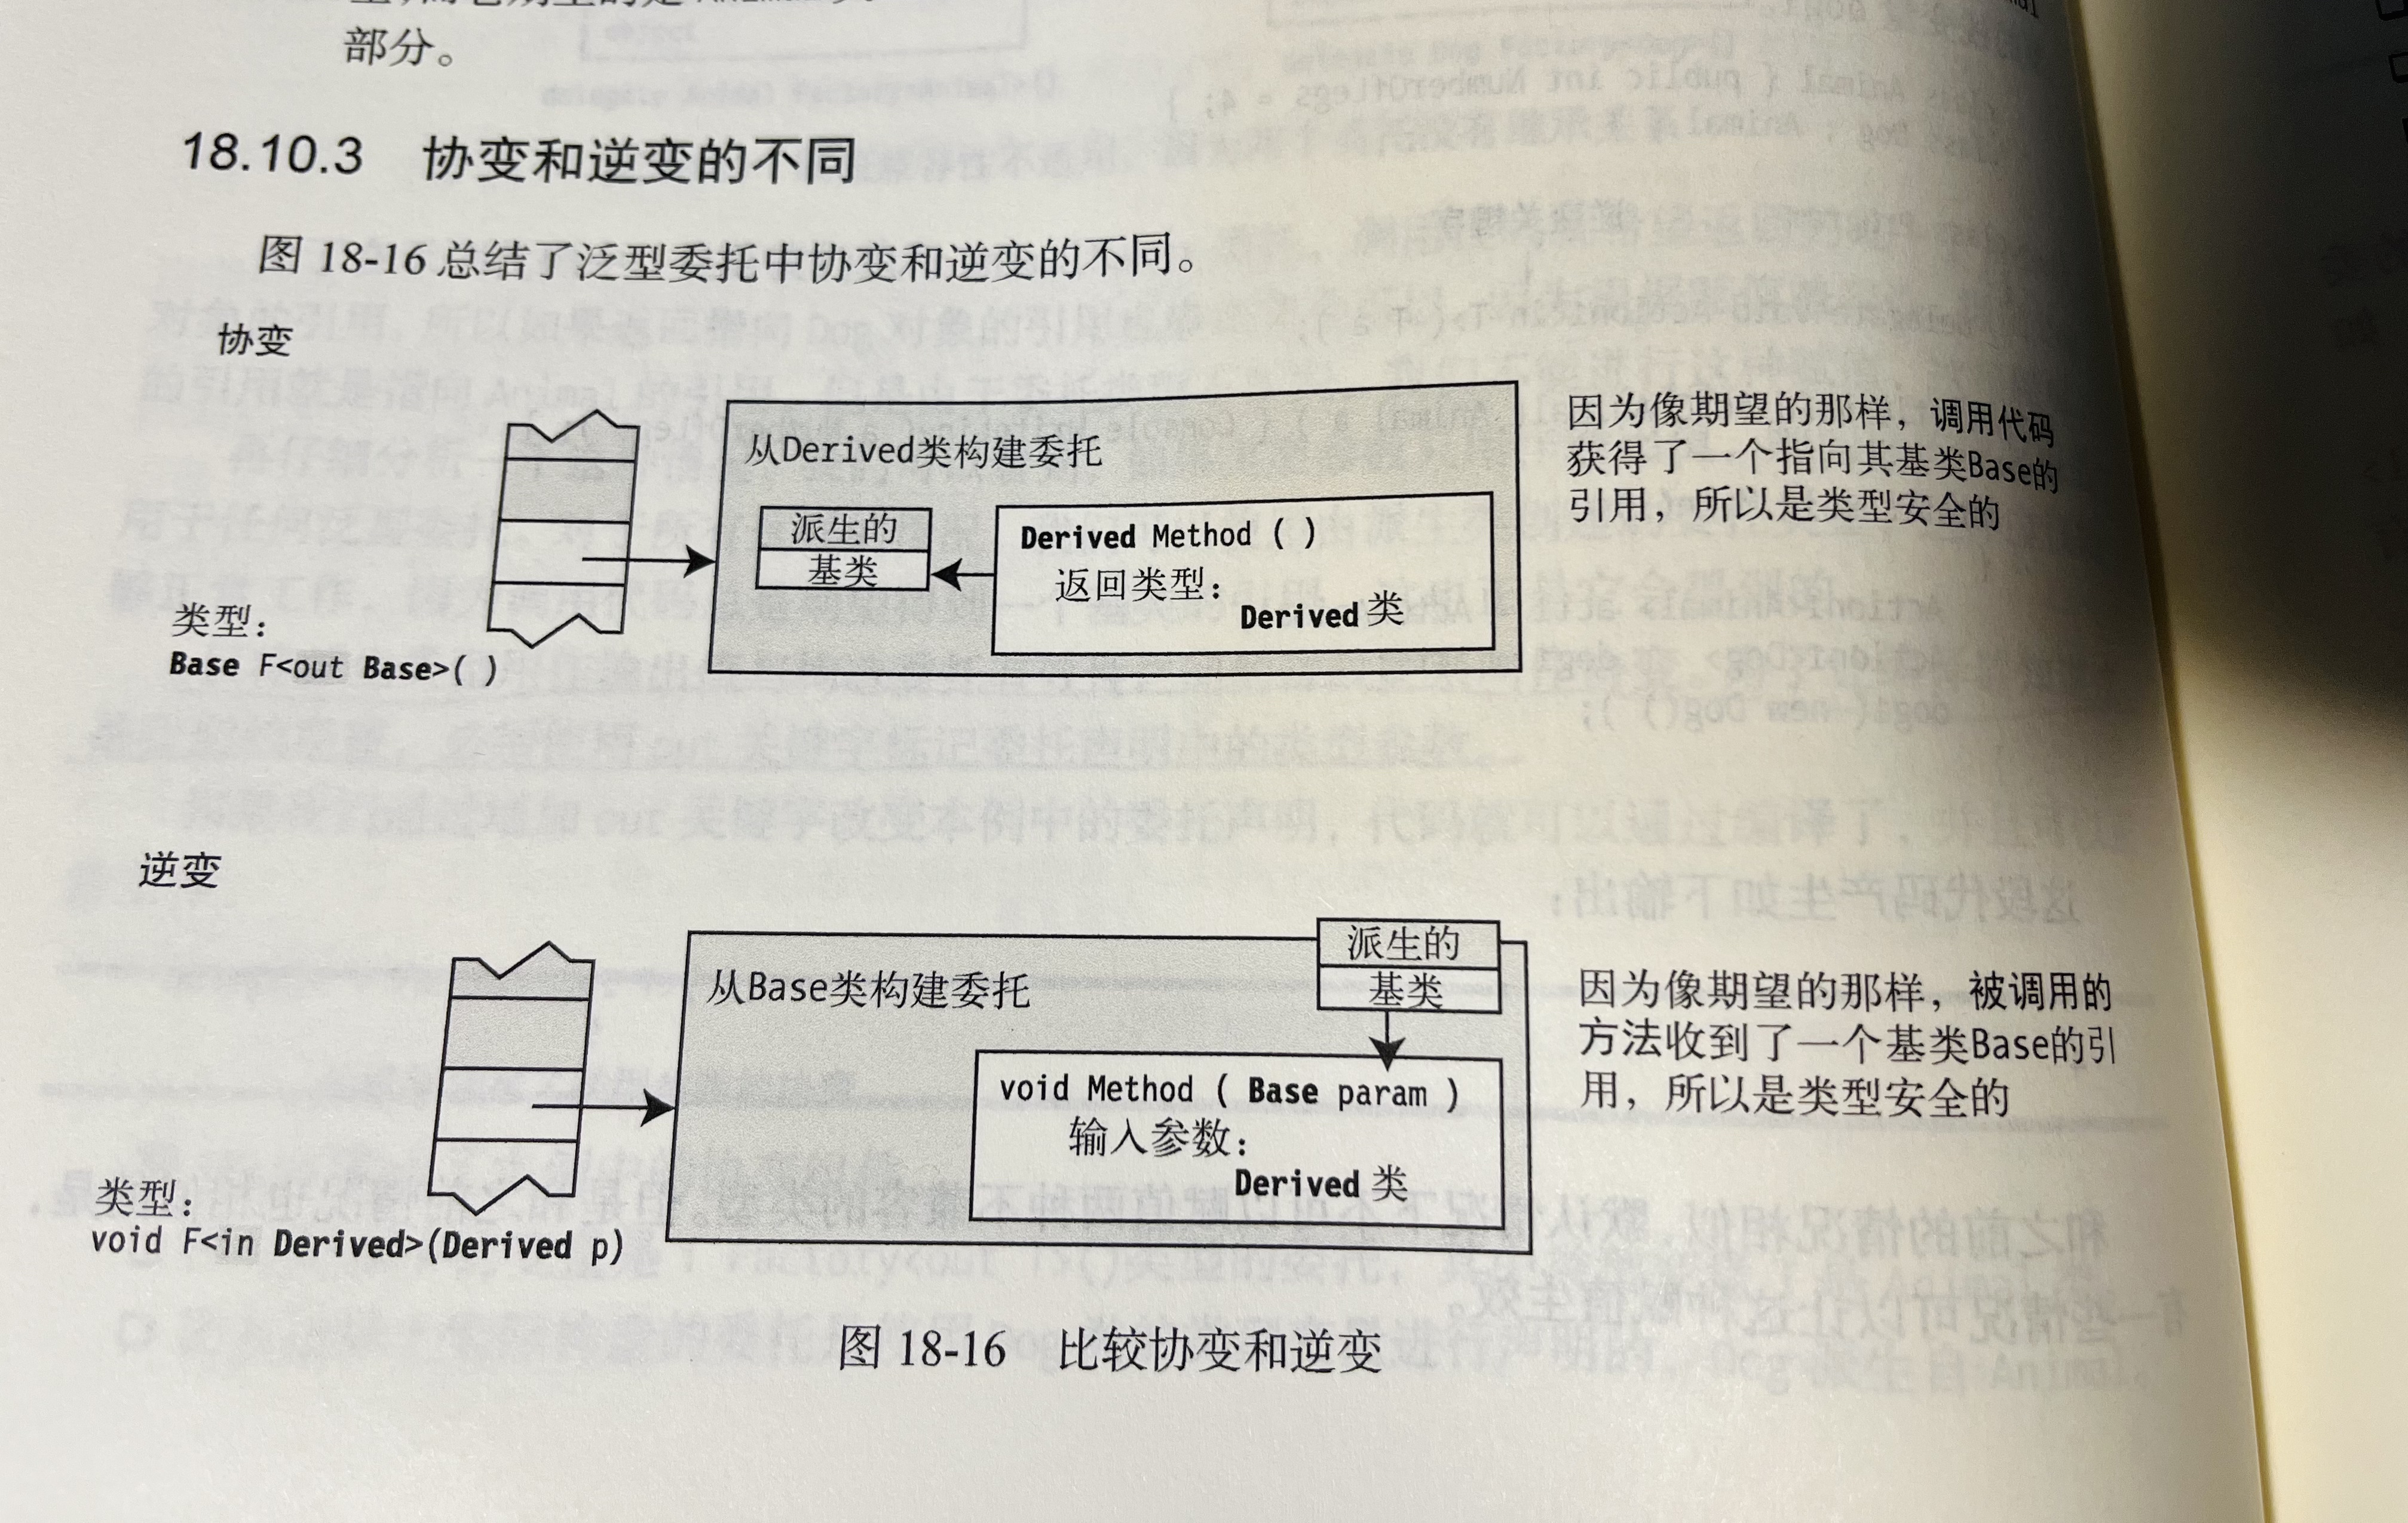 部分。
18.10.3 协变和逆变的不同
图 18-16 总结了泛型委托中协变和逆变的不同。
协变
从Derived类构建委托
派生的
基类
Derived Method ( )
返回类型：
Derived 类
因为像期望的那样，调用代码
获得了一个指向其基类Base的
引用，所以是类型安全的
类型：
Base F<out Base>( )
逆变
从Base类构建委托
派生的
基类
void Method ( Base param )
输入参数：
Derived 类
因为像期望的那样，被调用的
方法收到了一个基类Base的引
用，所以是类型安全的
类型：
void F<in Derived>(Derived p)
图 18-16 比较协变和逆变